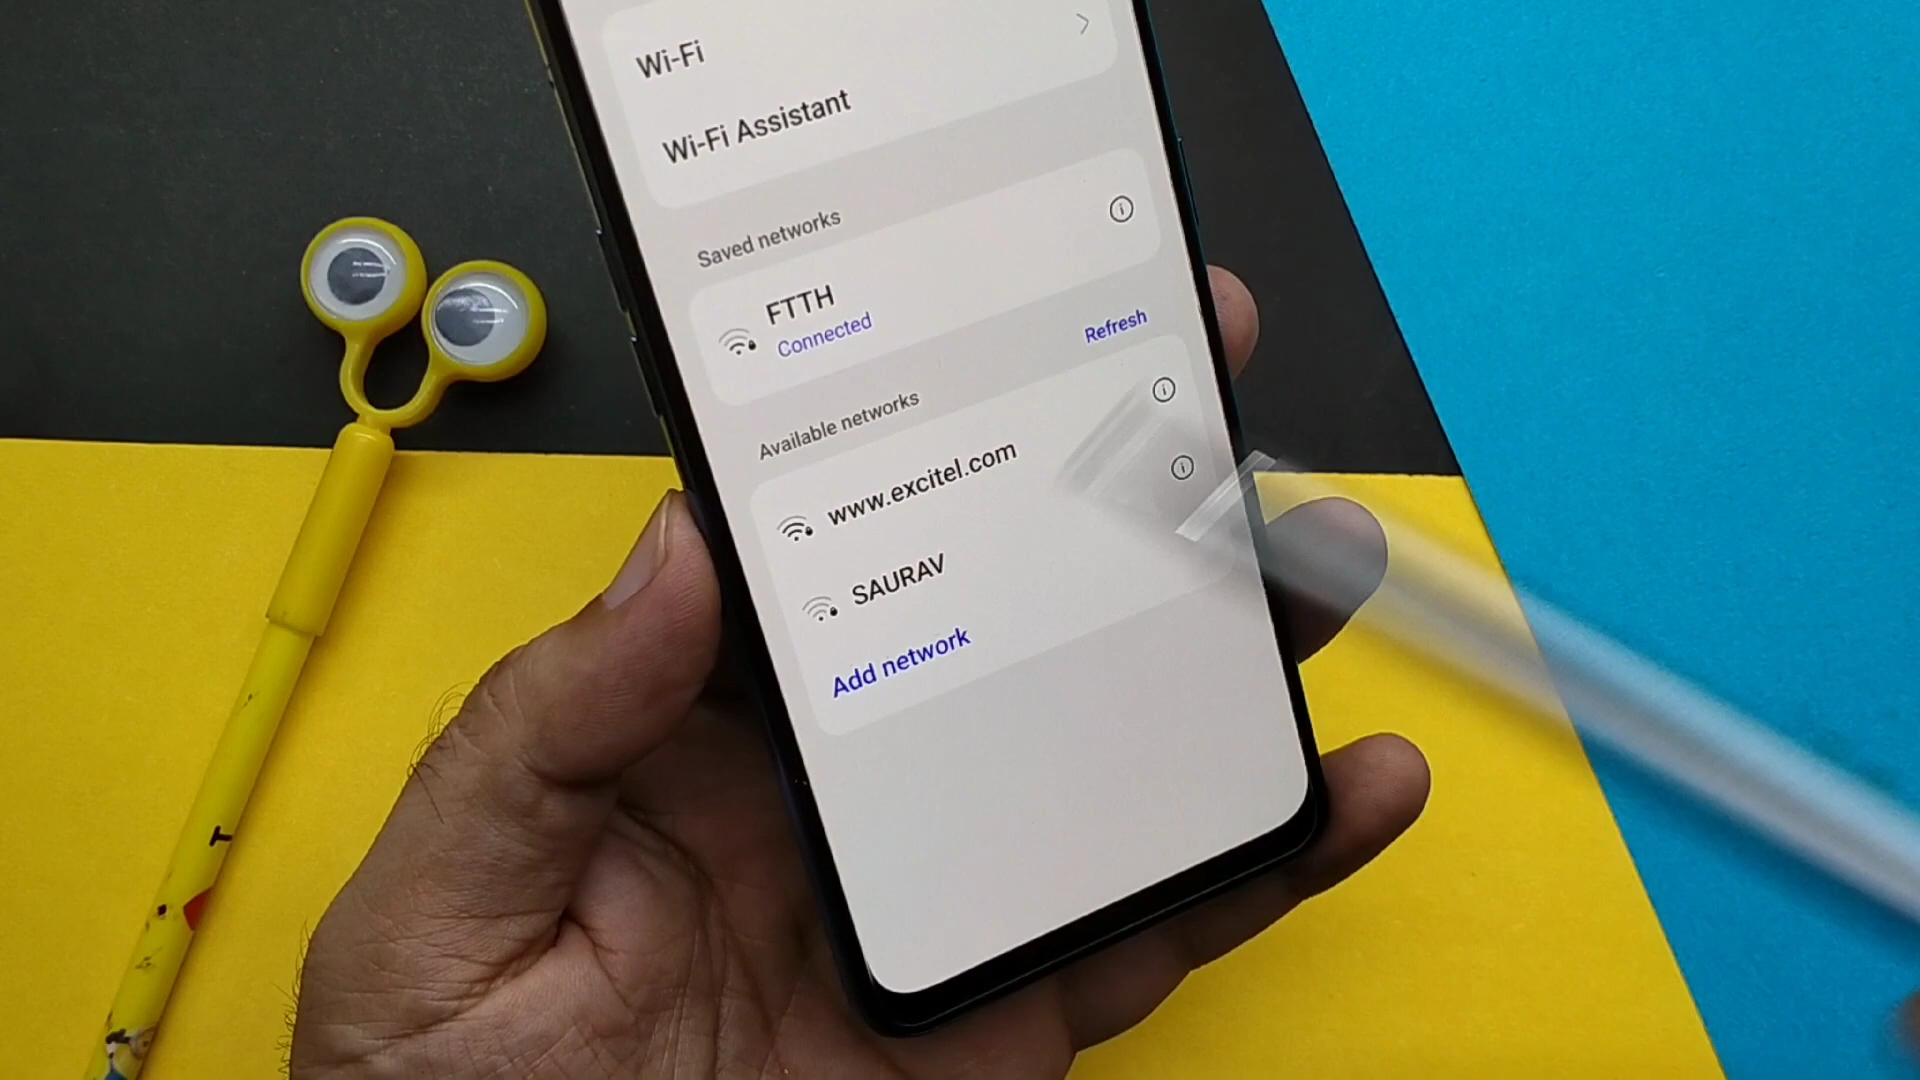 Wi-Fi
Wi-Fi Assistant
Saved networks
FTTH
Connected
Refresh
Available networks
www.excitel.com
SAURAV
Add network
T